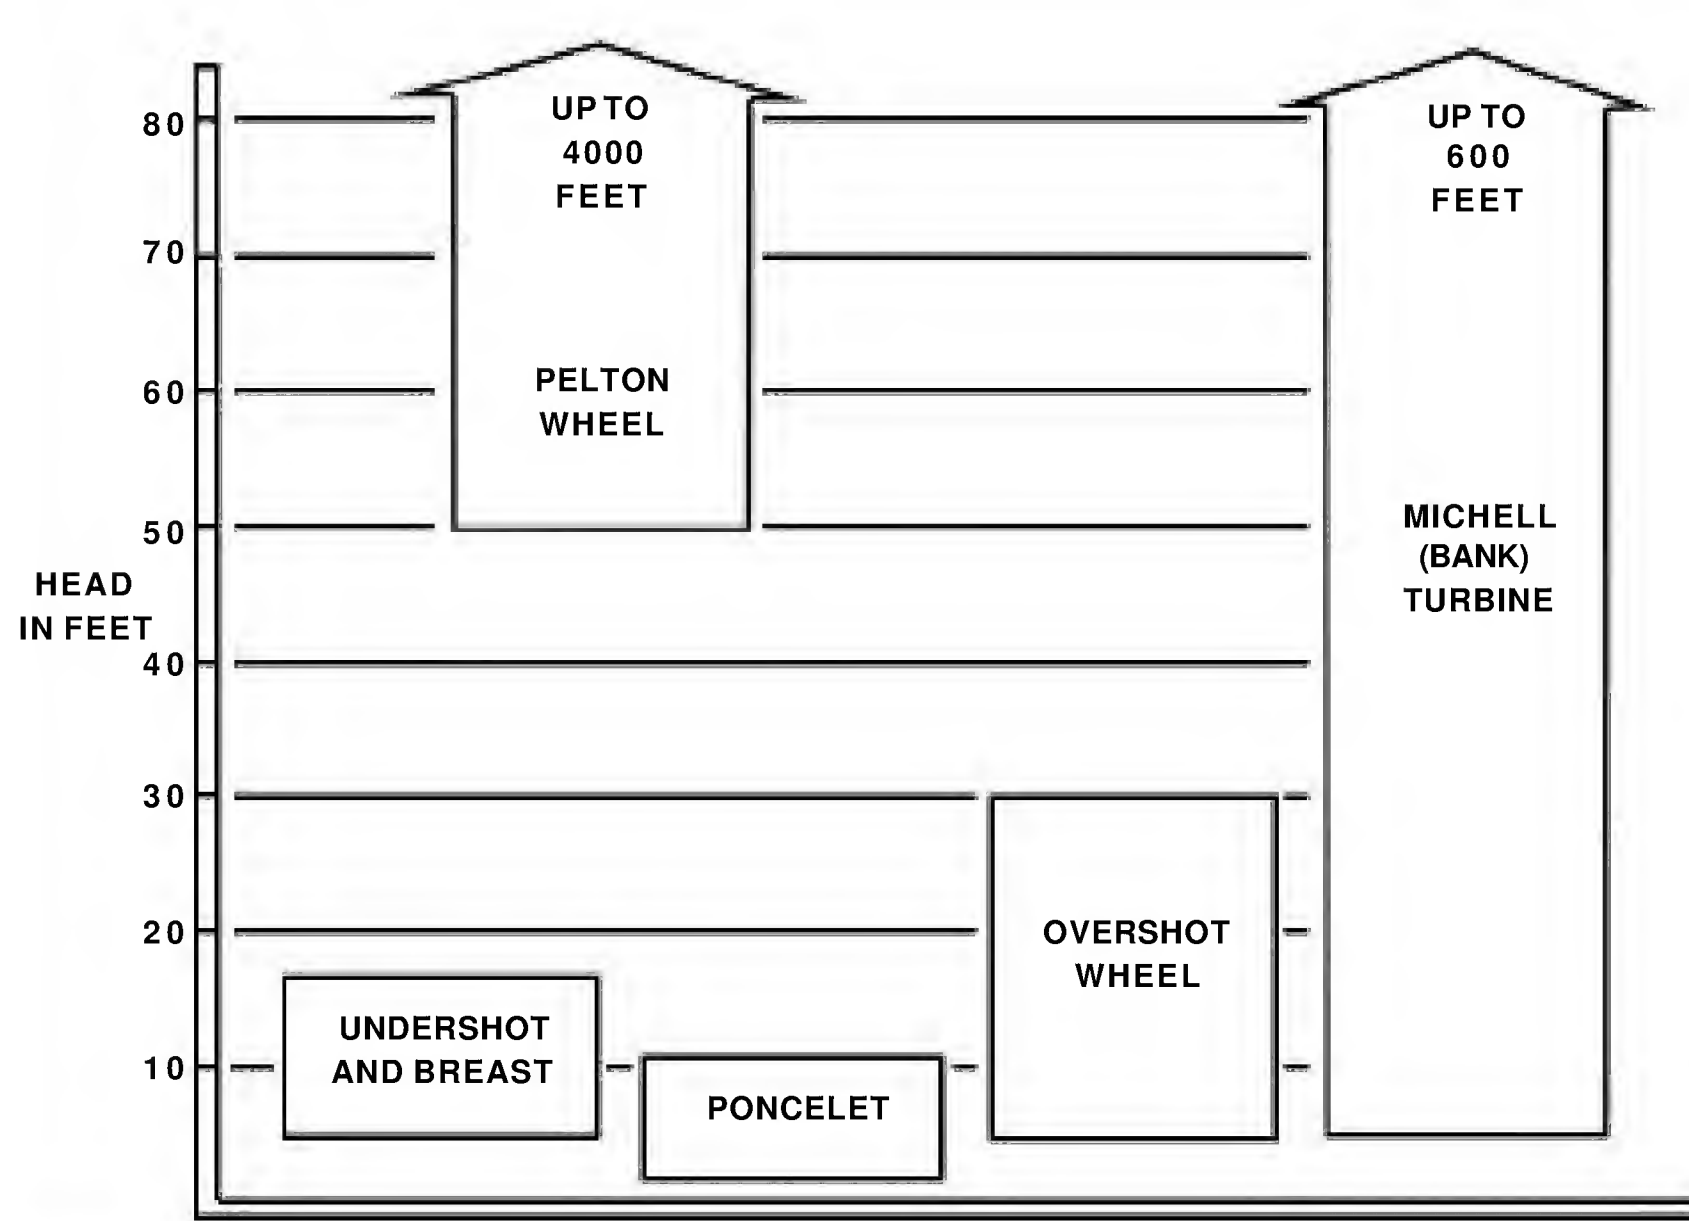 UP TO
4000
FEET
UP TO
600
FEET
80
70
60
50
40
30
20
10
HEAD
IN FEET
PELTON
WHEEL
MICHELL
(BANK)
TURBINE
OVERSHOT
WHEEL
UNDERSHOT
AND BREAST
PONCELET